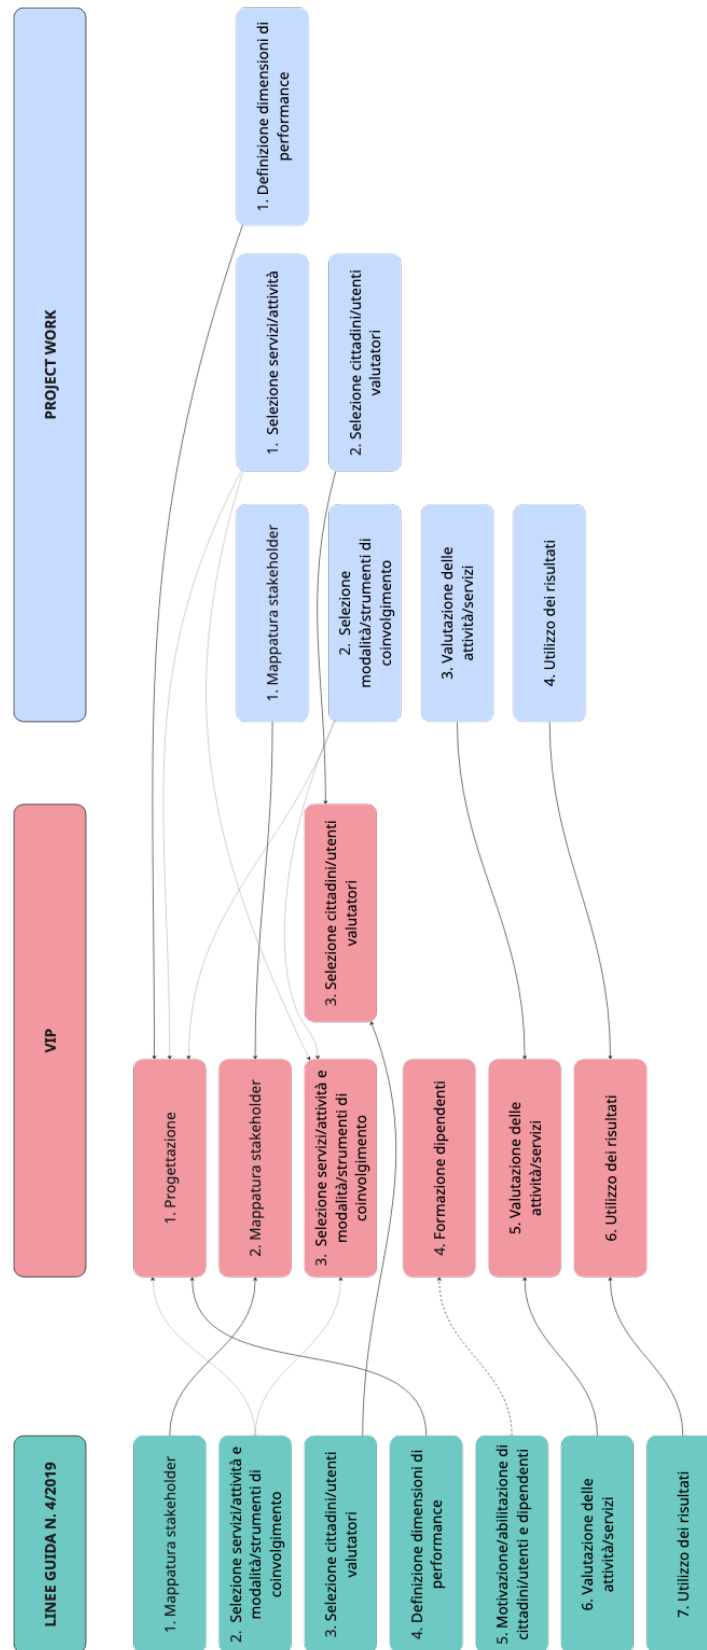 LINEE GUIDA N. 4/2019
1. Mappatura stakeholder
2. Selezione servizi/attività e
modalità/strumenti di
coinvolgimento
3. Selezione cittadini/utenti
valutatori
4. Definizione dimensioni di
performance
5. Motivazione/abilitazione di
cittadini/utenti e dipendenti
6. Valutazione delle
attività/servizi
7. Utilizzo dei risultati
VIP
1. Progettazione
2. Mappatura stakeholder
3. Selezione servizi/attività e
modalità/strumenti di
coinvolgimento
3. Selezione cittadini/utenti
valutatori
4. Formazione dipendenti
5. Valutazione delle
attività/servizi
6. Utilizzo dei risultati
PROJECT WORK
1. Mappatura stakeholder
1. Selezione servizi/attività
1. Definizione dimensioni di
performance
2. Selezione
modalità/strumenti di
coinvolgimento
2. Selezione cittadini/utenti
valutatori
3. Valutazione delle
attività/servizi
4. Utilizzo dei risultati